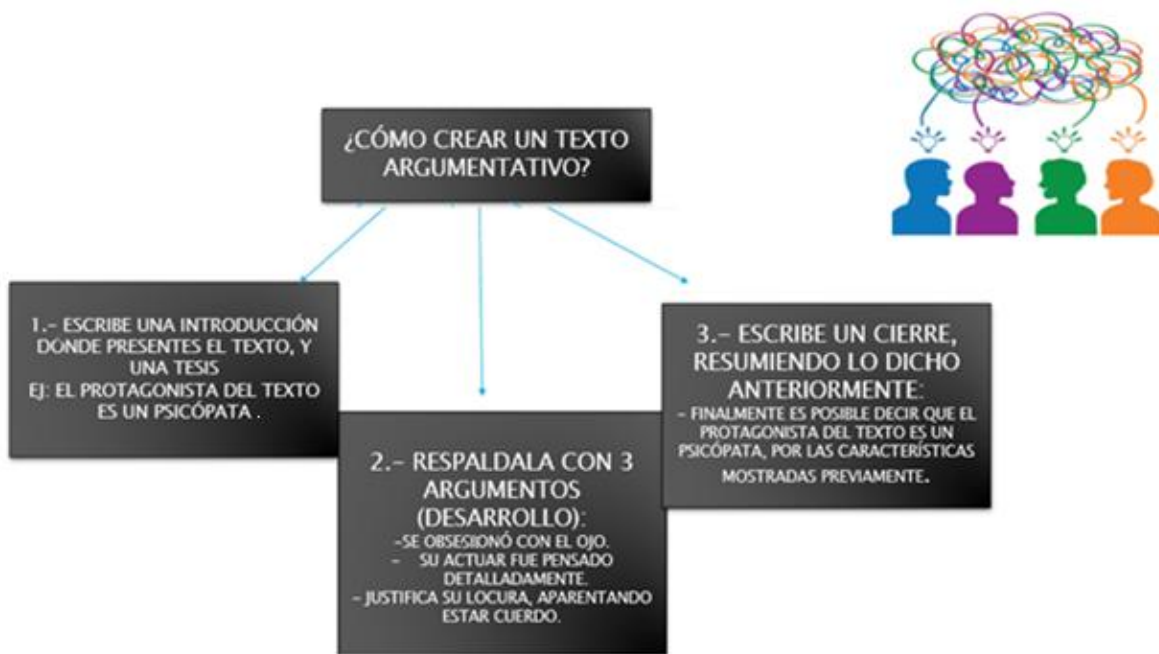 ¿CÓMO CREAR UN TEXTO
ARGUMENTATIVO?
1.- ESCRIBE UNA INTRODUCCIÓN
DONDE PRESENTES EL TEXTO, Y
UNA TESIS
EJ: EL PROTAGONISTA DEL TEXTO
ES UN PSICÓPATA .
2.- RESPALDALA CON 3
ARGUMENTOS
(DESARROLLO):
-SE OBSESIONÓ CON EL OJO.
- SU ACTUAR FUE PENSADO
DETALLADAMENTE.
- JUSTIFICA SU LOCURA, APARENTANDO
ESTAR CUERDO.
3.- ESCRIBE UN CIERRE,
RESUMIENDO LO DICHO
ANTERIORMENTE:
- FINALMENTE ES POSIBLE DECIR QUE EL
PROTAGONISTA DEL TEXTO ES UN
PSICÓPATA, POR LAS CARACTERÍSTICAS
MOSTRADAS PREVIAMENTE.